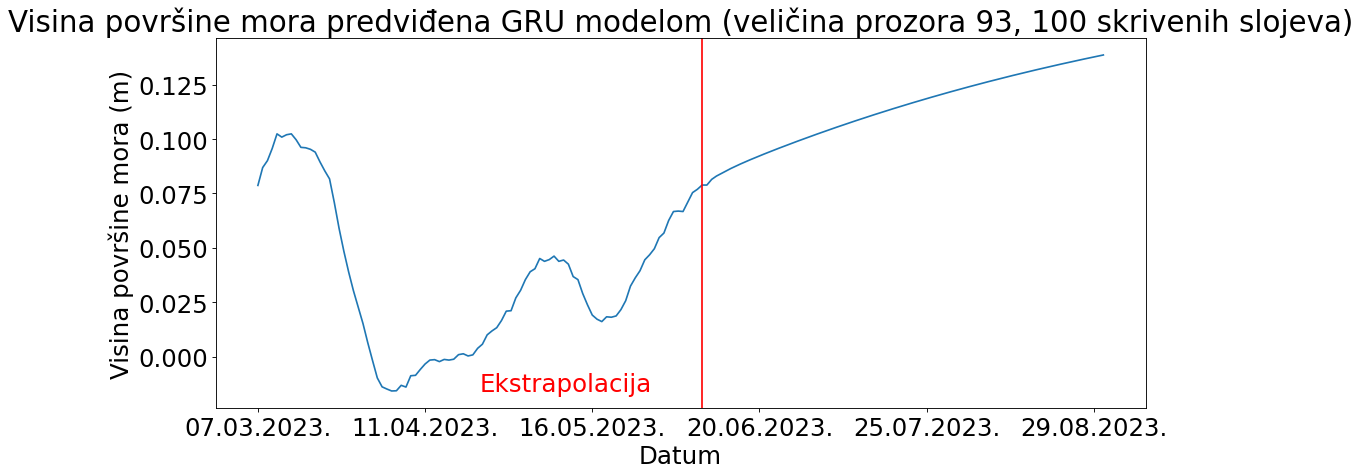 Visina površine mora predviđena GRU modelom (veličina prozora 93, 100 skrivenih slojeva)
Visina površine mora (m)
0.125
0.100
0.075
0.050
0.025
0.000
Ekstrapolacija
07.03.2023. 11.04.2023. 16.05.2023. 20.06.2023. 25.07.2023. 29.08.2023.
Datum